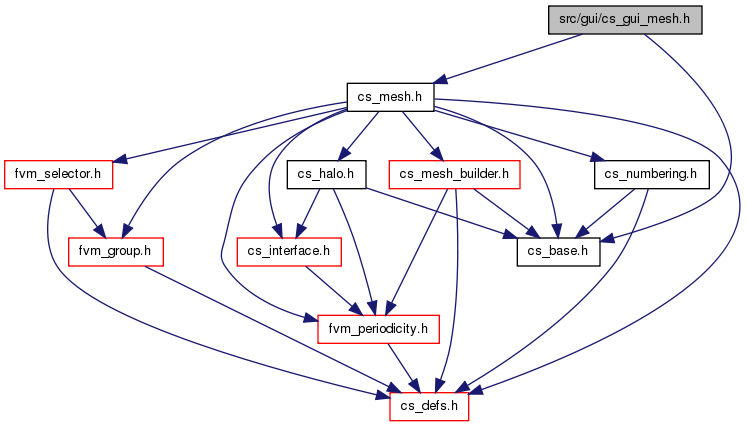 src/gui/cs_gui_mesh.h
cs_mesh.h
fvm_selector.h
cs_halo.h
cs_mesh_builder.h
cs_numbering.h
fvm_group.h
cs_interface.h
cs_base.h
fvm_periodicity.h
cs_defs.h